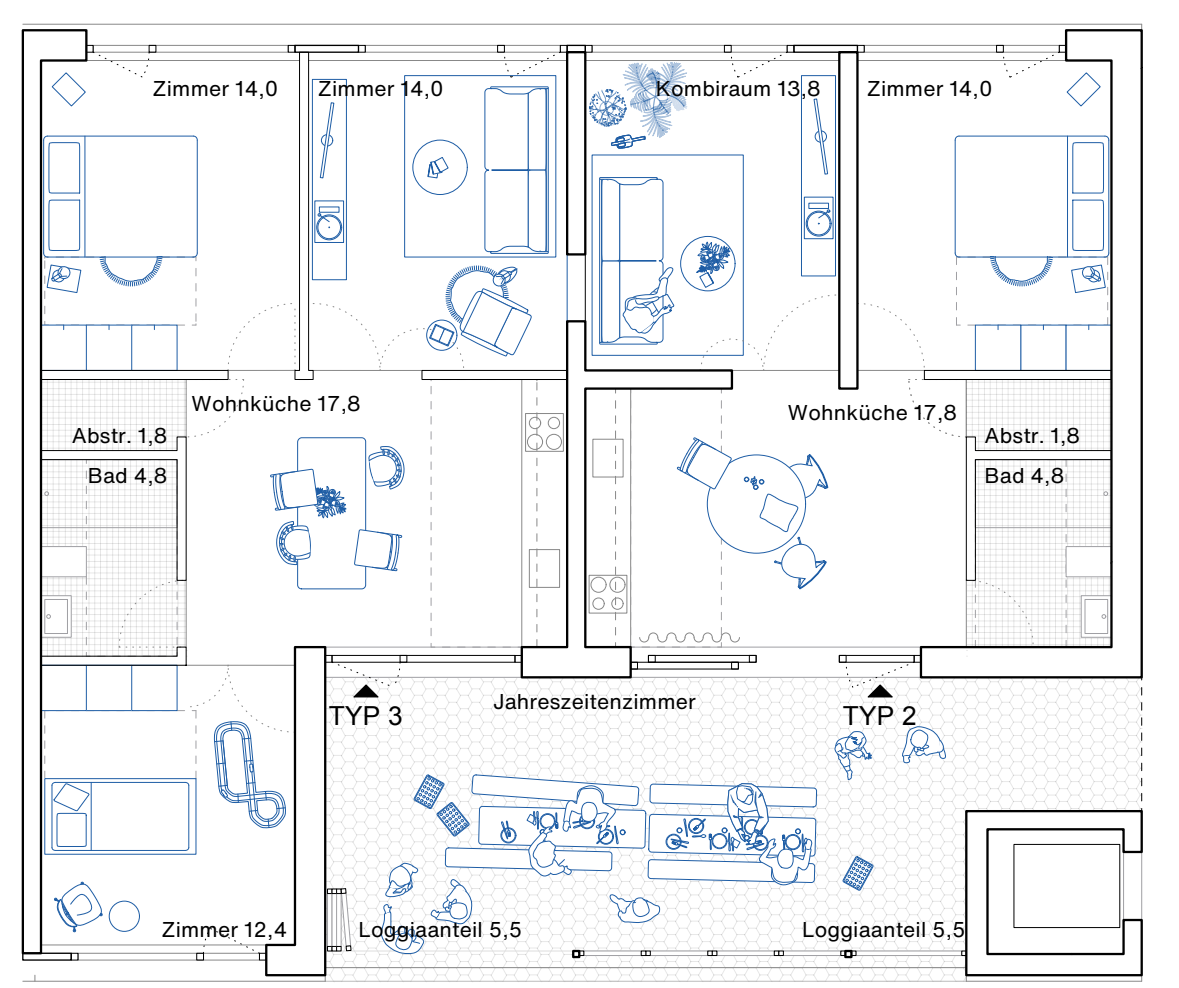 Zimmer 14,0
Zimmer 14,0
Kombiraum 13,8
Zimmer 14,0
Wohnküche 17,8
Wohnküche 17,8
Abstr. 1,8
Abstr. 1,8
Bad 4,8
Bad 4,8
Jahreszeitenzimmer
TYP 3
TYP 2
Zimmer 12,4
Loggiaanteil 5,5
Loggiaanteil 5,5